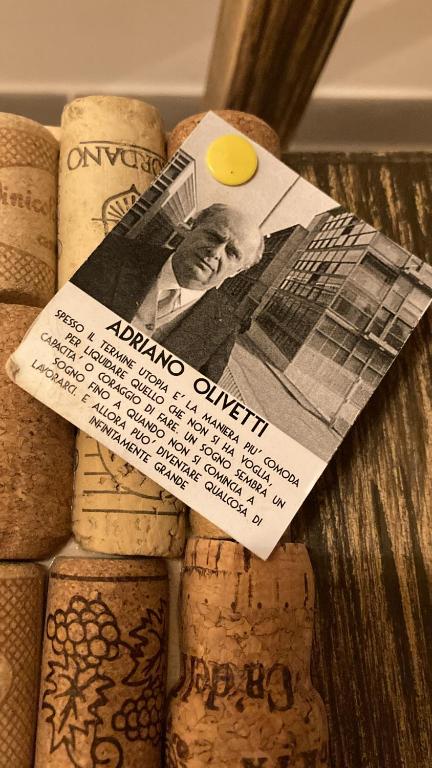 ORDANO
ADRIANO OLIVETTI
SPESSO IL TERMINE UTOPIA E' LA MANIERA PIU' COMODA
PER LIQUIDARE QUELLO CHE NON SI HA VOGLIA,
CAPACITA', O CORAGGIO DI FARE. UN SOGNO SEMBRA UN
SOGNO FINO A QUANDO NON SI COMINCIA A
LAVORARCI. E ALLORA PUO' DIVENTARE QUALCOSA DI
INFINITAMENTE GRANDE